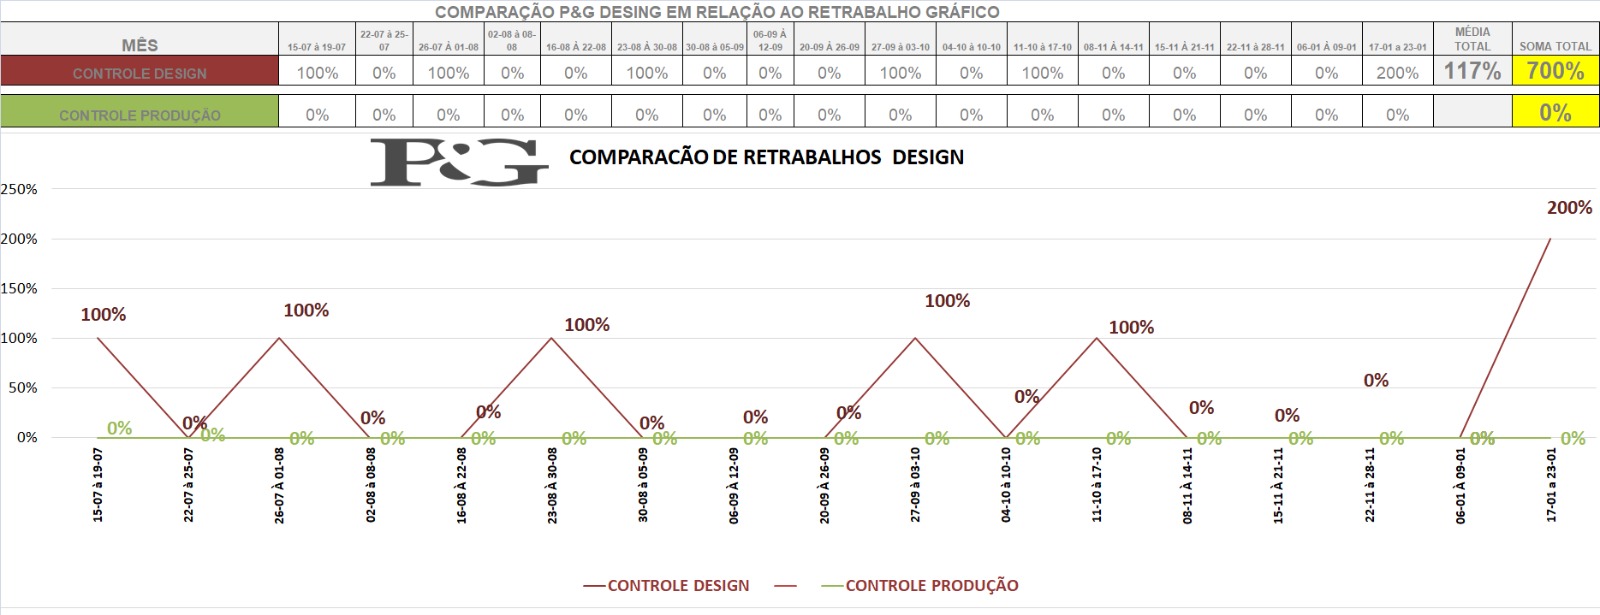 COMPARAÇÃO P&G DESING EM RELAÇÃO AO RETRABALHO GRÁFICO
MÊS 15-07 à 19-07 22-07 à 25-07 26-07 À 01-08 02-08 à 08-08 16-08 À 22-08 23-08 À 30-08 30-08 à 05-09 06-09 À 12-09 20-09 À 26-09 27-09 à 03-10 04-10 à 10-10 11-10 à 17-10 08-11 À 14-11 15-11 À 21-11 22-11 à 28-11 06-01 À 09-01 17-01 a 23-01 MÉDIA TOTAL SOMA TOTAL
CONTROLE DESIGN 100% 0% 100% 0% 0% 100% 0% 0% 0% 100% 0% 100% 0% 0% 0% 0% 200% 117% 700%
CONTROLE PRODUÇÃO 0% 0% 0% 0% 0% 0% 0% 0% 0% 0% 0% 0% 0% 0% 0% 0% 0% 0%
P&G COMPARACÃO DE RETRABALHOS DESIGN
250%
200%
150%
100%
50%
0%
100% 0% 100% 0% 0% 100% 0% 0% 0% 100% 0% 100% 0% 0% 0% 0% 200%
0% 0% 0% 0% 0% 0% 0% 0% 0% 0% 0% 0% 0% 0% 0% 0% 0%
15-07 à 19-07
22-07 à 25-07
26-07 À 01-08
02-08 à 08-08
16-08 À 22-08
23-08 À 30-08
30-08 à 05-09
06-09 À 12-09
20-09 À 26-09
27-09 à 03-10
04-10 à 10-10
11-10 à 17-10
08-11 À 14-11
15-11 À 21-11
22-11 à 28-11
06-01 À 09-01
17-01 a 23-01
CONTROLE DESIGN CONTROLE PRODUÇÃO